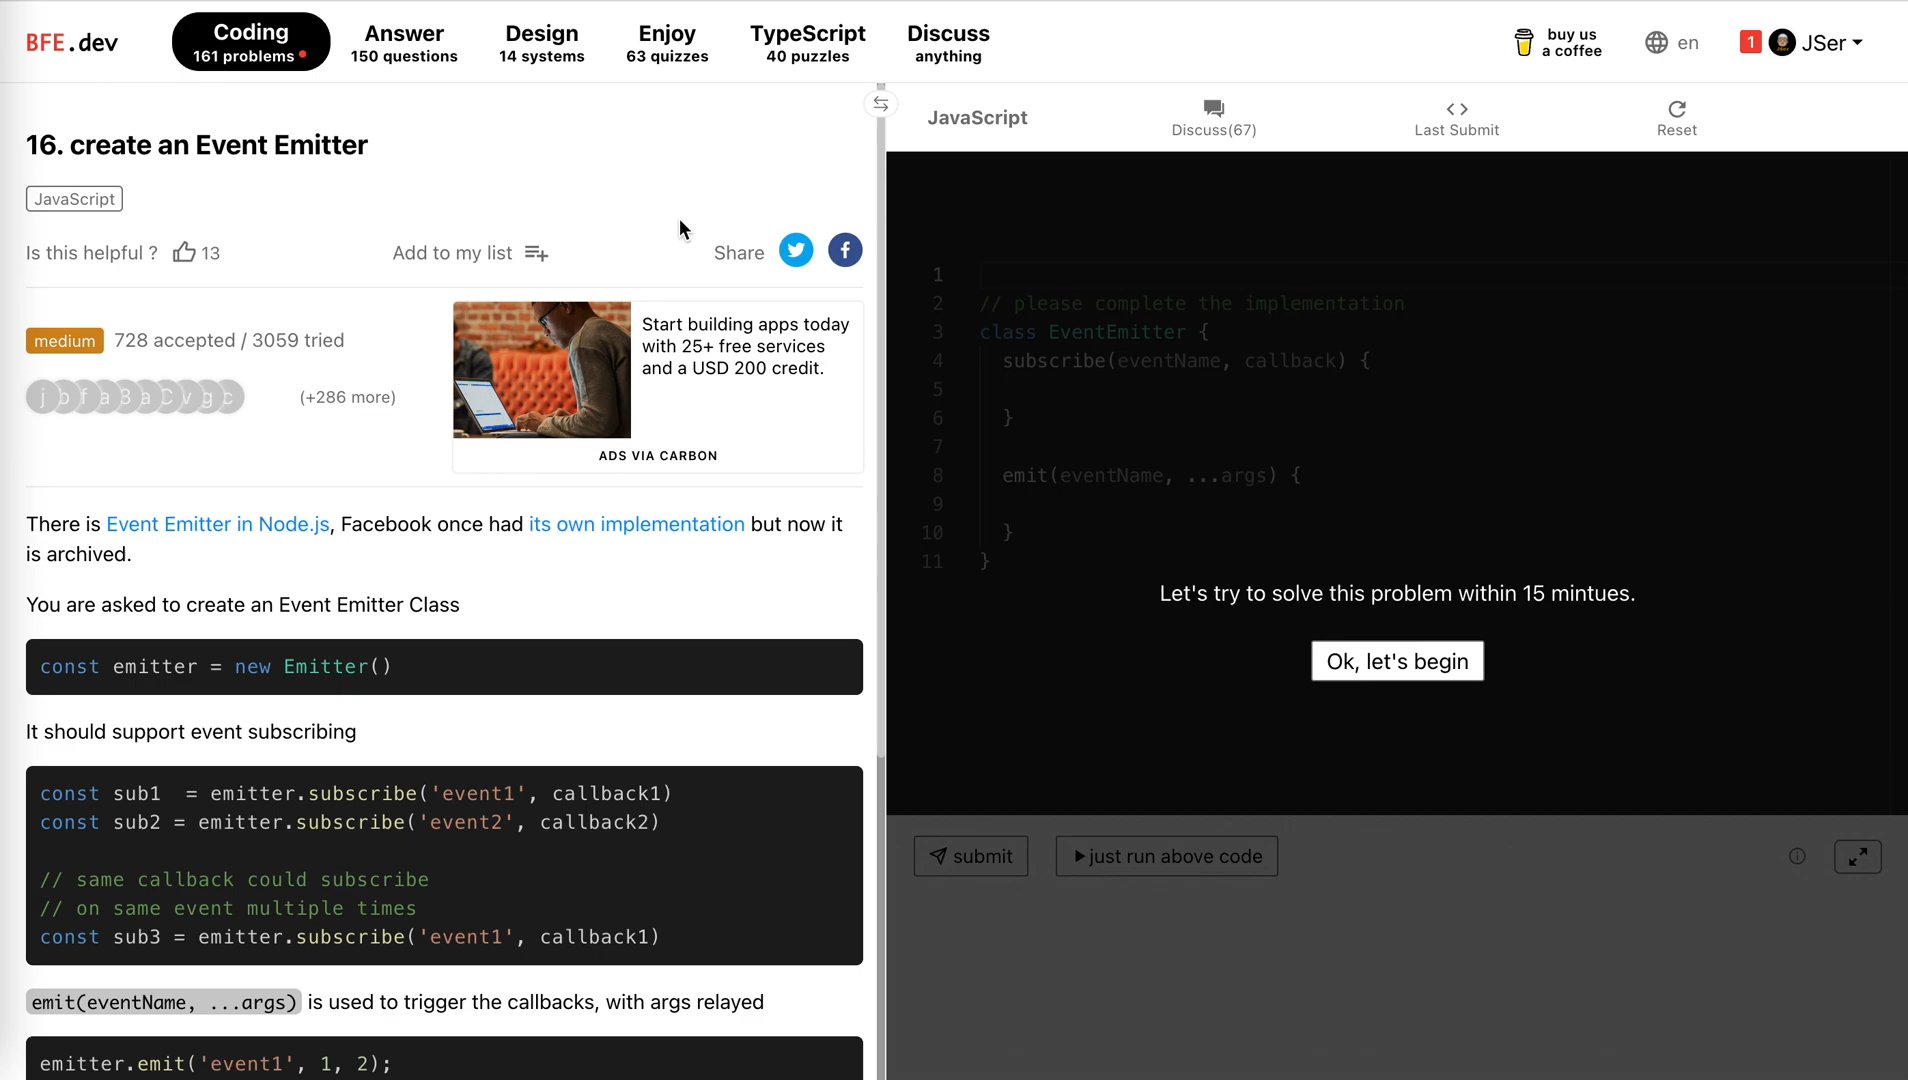 BFE.dev
Coding
161 problems
Answer
150 questions
Design
14 systems
Enjoy
63 quizzes
TypeScript
40 puzzles
Discuss
anything
buy us
a coffee
en
1
JSer
16. create an Event Emitter
JavaScript
Is this helpful ? 13
Add to my list
Share
medium
728 accepted / 3059 tried
j b f a B a C v g c
(+286 more)
Start building apps today
with 25+ free services
and a USD 200 credit.
ADS VIA CARBON
There is Event Emitter in Node.js, Facebook once had its own implementation but now it
is archived.
You are asked to create an Event Emitter Class
const emitter = new Emitter()
It should support event subscribing
const sub1  = emitter.subscribe('event1', callback1)
const sub2 = emitter.subscribe('event2', callback2)
// same callback could subscribe
// on same event multiple times
const sub3 = emitter.subscribe('event1', callback1)
emit(eventName, ...args) is used to trigger the callbacks, with args relayed
emitter.emit('event1', 1, 2);
JavaScript
Discuss(67)
Last Submit
Reset
1
2 // please complete the implementation
3 class EventEmitter {
4 subscribe(eventName, callback) {
5
6 }
7
8 emit(eventName, ...args) {
9
10 }
11 }
Let's try to solve this problem within 15 mintues.
Ok, let's begin
submit
just run above code